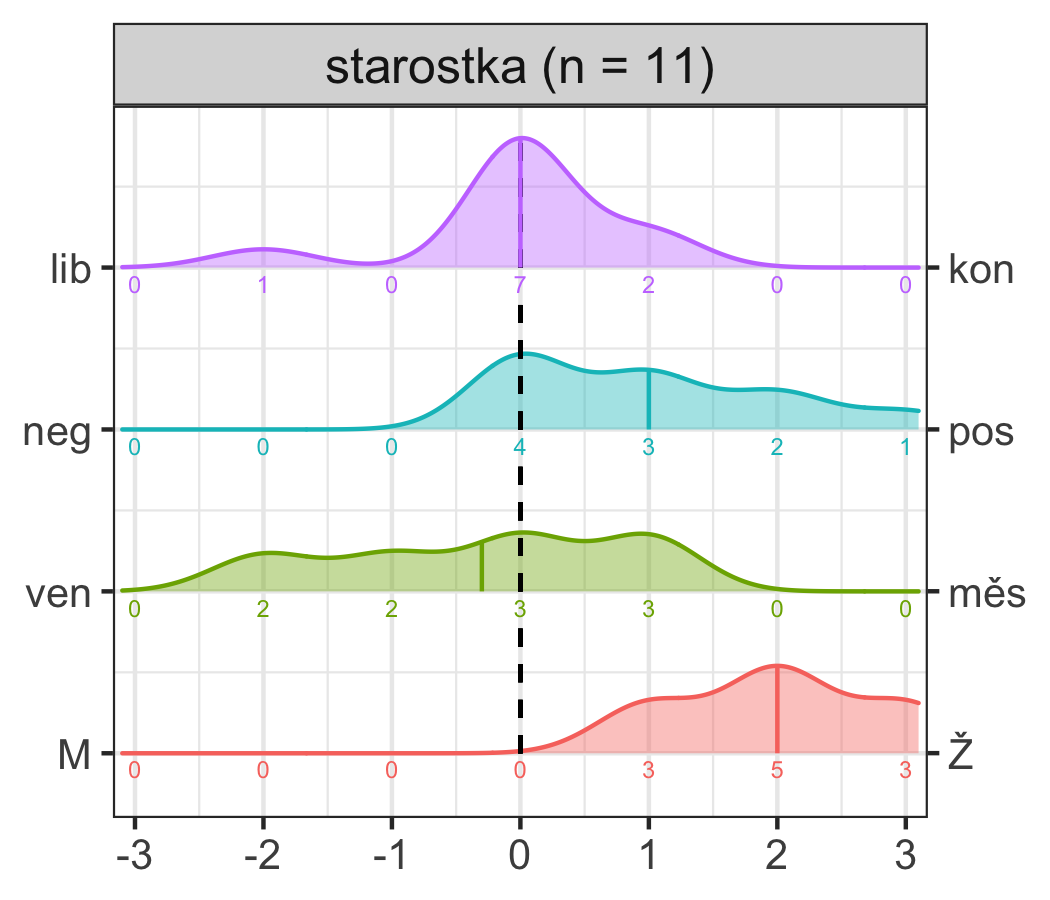 starostka (n = 11)
lib kon
0 1 0 7 2 0 0
neg pos
0 0 0 4 3 2 1
ven měs
0 2 2 3 3 0 0
M Ž
0 0 0 0 3 5 3
-3 -2 -1 0 1 2 3